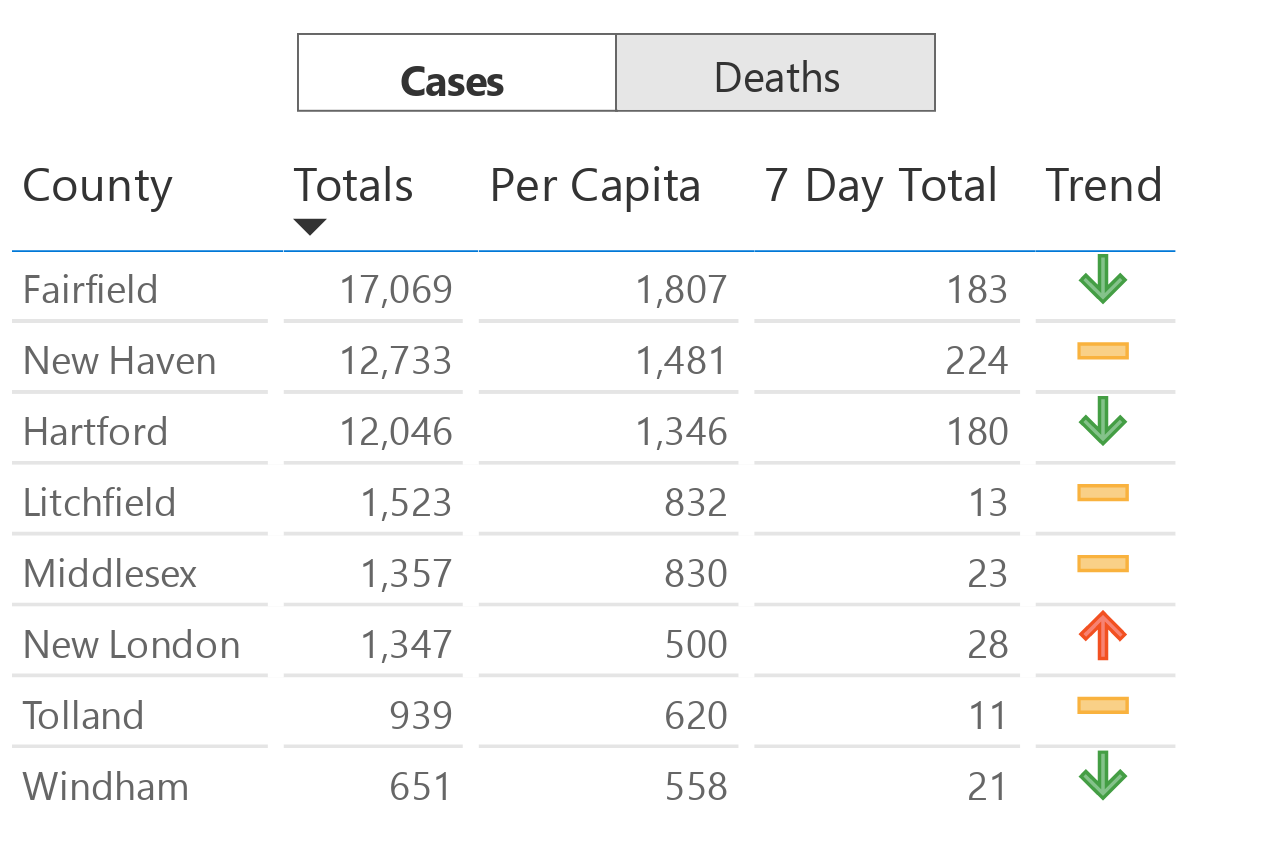 Cases Deaths
County Totals Per Capita 7 Day Total Trend
Fairfield 17,069 1,807 183
New Haven 12,733 1,481 224
Hartford 12,046 1,346 180
Litchfield 1,523 832 13
Middlesex 1,357 830 23
New London 1,347 500 28
Tolland 939 620 11
Windham 651 558 21